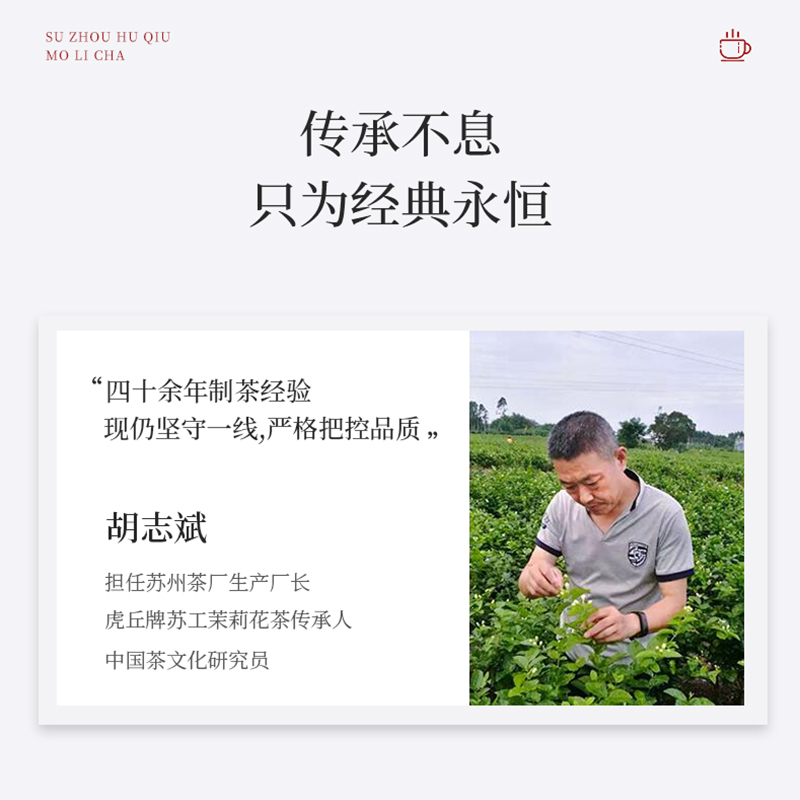 SU ZHOU HU QIU
MO LI CHA
传承不息
只为经典永恒
“四十余年制茶经验
现仍坚守一线,严格把控品质„
胡志斌
担任苏州茶厂生产厂长
虎丘牌苏工茉莉花茶传承人
中国茶文化研究员